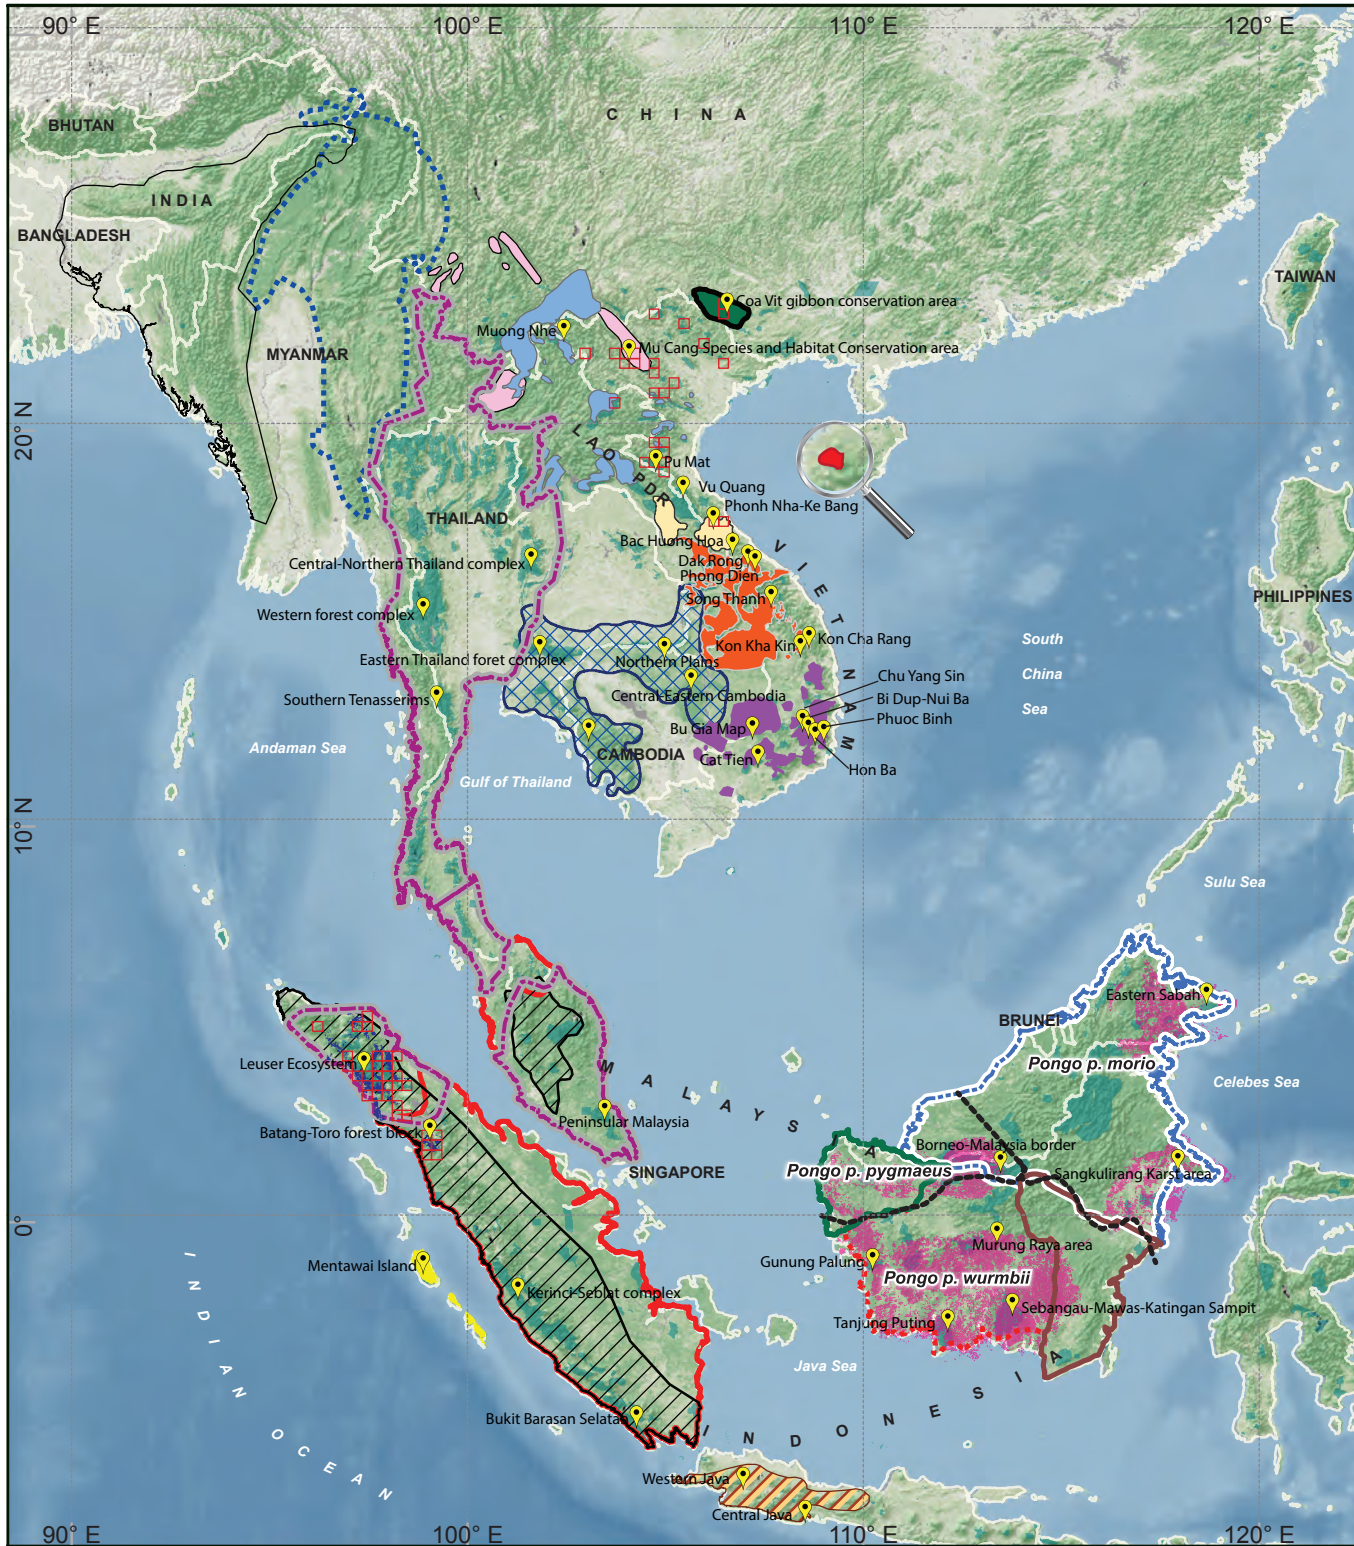 90° E
100° E
110° E
120° E
C H I N A
BHUTAN
INDIA
BANGLADESH
TAIWAN
Coa Vit gibbon conservation area
Muong Nhe
Mu Cang Species and Habitat Conservation area
MYANMAR
20° N
LAO PDR
Pu Mat
Vu Quang
Phonh Nha-Ke Bang
THAILAND
Bac Huong Hoa
VIET NAM
Dak Rong
Central-Northern Thailand complex
Phong Dien
Song Thanh
PHILIPPINES
Western forest complex
Kon Cha Rang
South
China
Sea
Kon Kha Kin
Eastern Thailand foret complex
Northern Plains
Chu Yang Sin
Central-Eastern Cambodia
Bi Dup-Nui Ba
Southern Tenasserims
Phuoc Binh
Bu Gia Map
Andaman Sea
CAMBODIA
Cat Tien
Hon Ba
Gulf of Thailand
10° N
Sulu Sea
Eastern Sabah
BRUNEI
Leuser Ecosystem
Pongo p. morio
MALAYSIA
Celebes Sea
Peninsular Malaysia
Batang-Toro forest block
Borneo-Malaysia border
SINGAPORE
Pongo p. pygmaeus
Sangkulirang Karst area
0°
Murung Raya area
Mentawai Island
Gunung Palung
Pongo p. wurmbii
Kerinci-Seblat complex
Sebangau-Mawas-Katingan Sampit
Tanjung Puting
INDIAN OCEAN
Java Sea
Bukit Barasan Selatan
INDONESIA
Western Java
Central Java
90° E
100° E
110° E
120° E